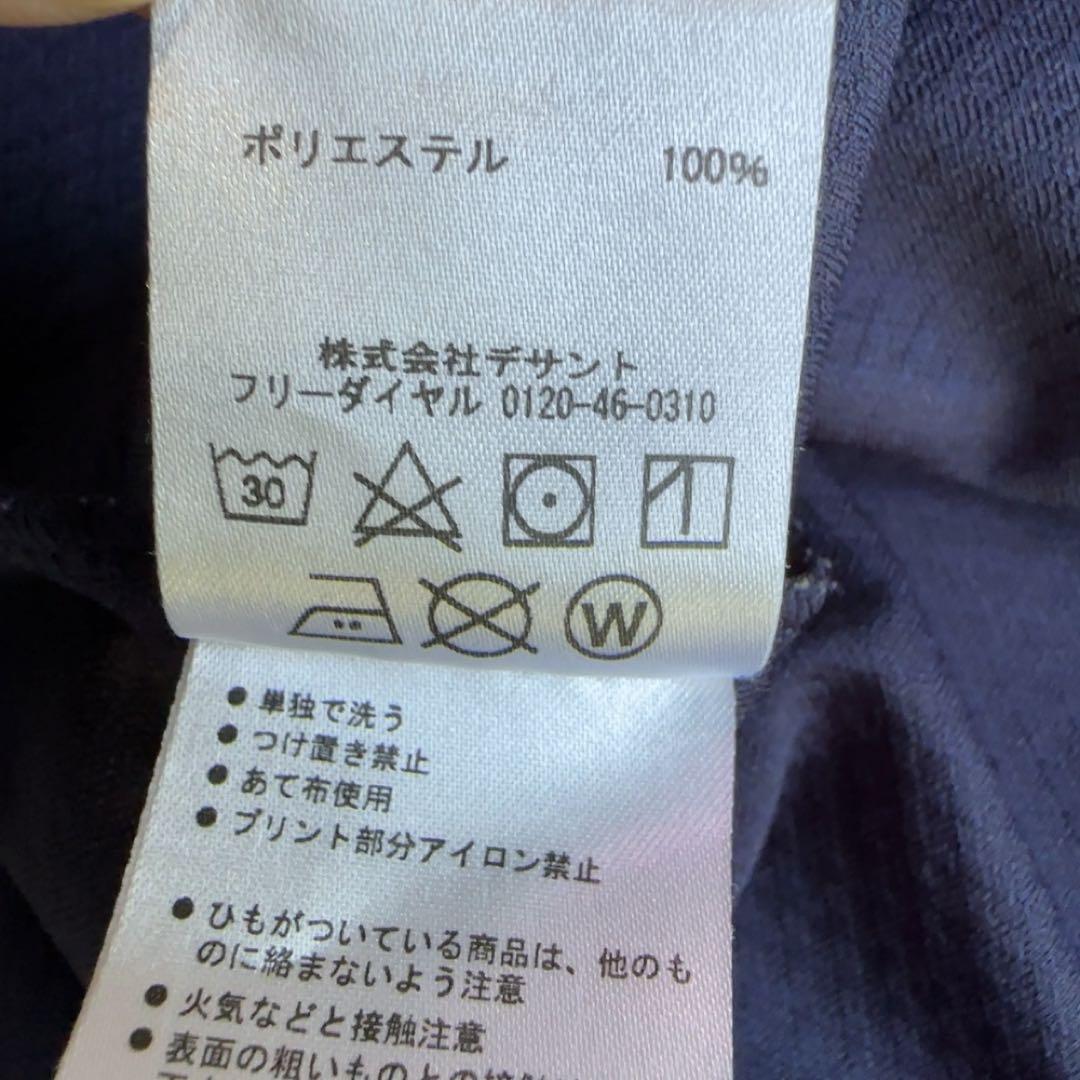 ポリエステル 100%
株式会社デサント
フリーダイヤル 0120-46-0310
30
W
● 単独で洗う
● つけ置き禁止
● あて布使用
● プリント部分アイロン禁止
● ひもがついている商品は、他のも
のに絡まないよう注意
● 火気などと接触注意
● 表面の粗いものとの接触